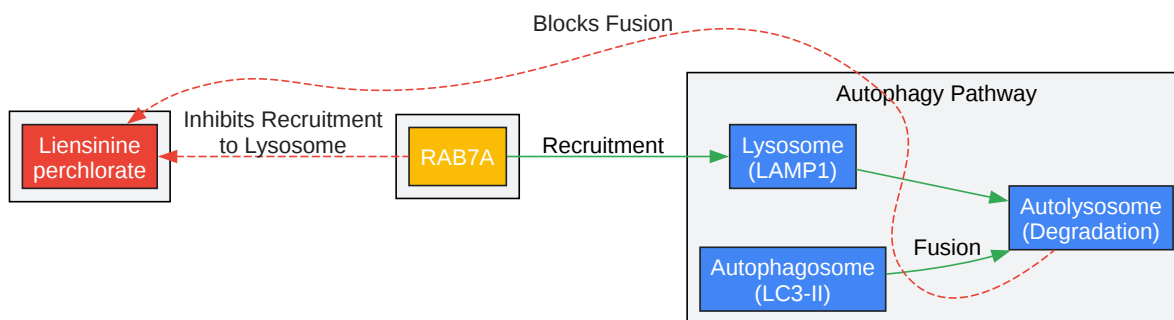 Blocks Fusion
Autophagy Pathway
Liensinine
perchlorate
Inhibits Recruitment
to Lysosome
RAB7A
Recruitment
Lysosome
(LAMP1)
Autolysosome
(Degradation)
Fusion
Autophagosome
(LC3-II)